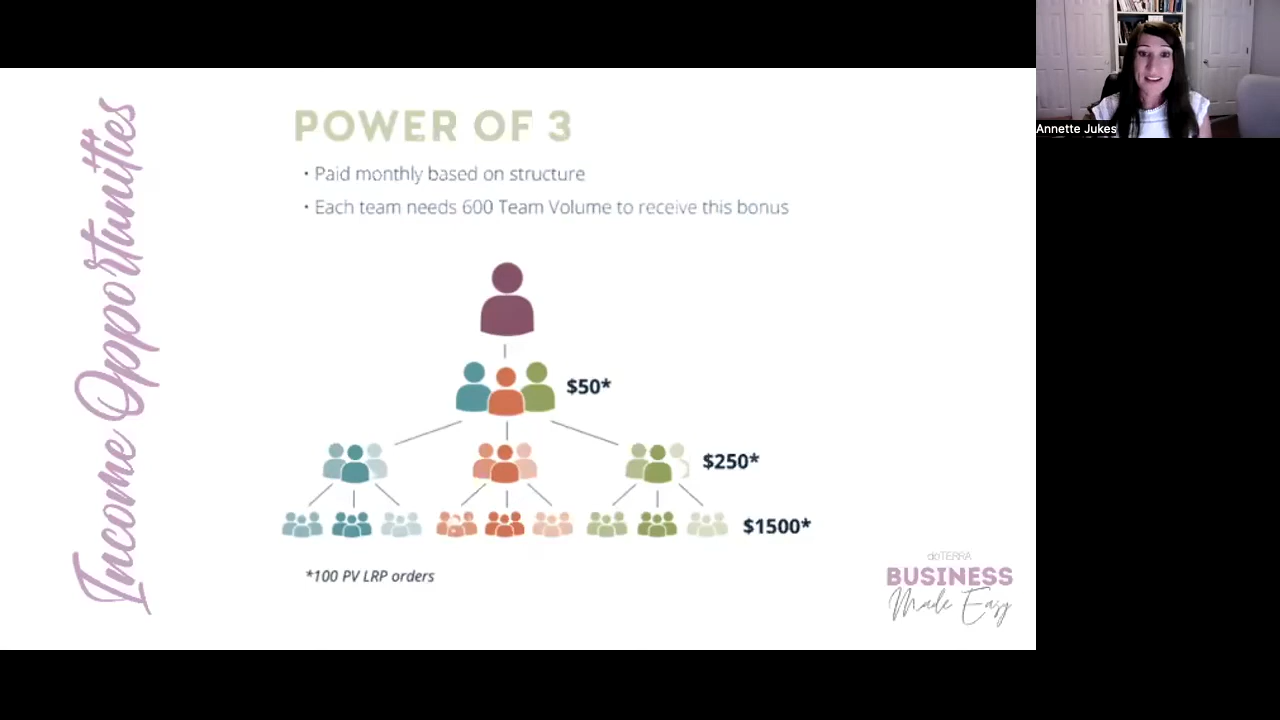 Income Opportunities
POWER OF 3
• Paid monthly based on structure
• Each team needs 600 Team Volume to receive this bonus
$50*
$250*
$1500*
*100 PV LRP orders
doTERRA
BUSINESS
Made Easy
Annette Jukes